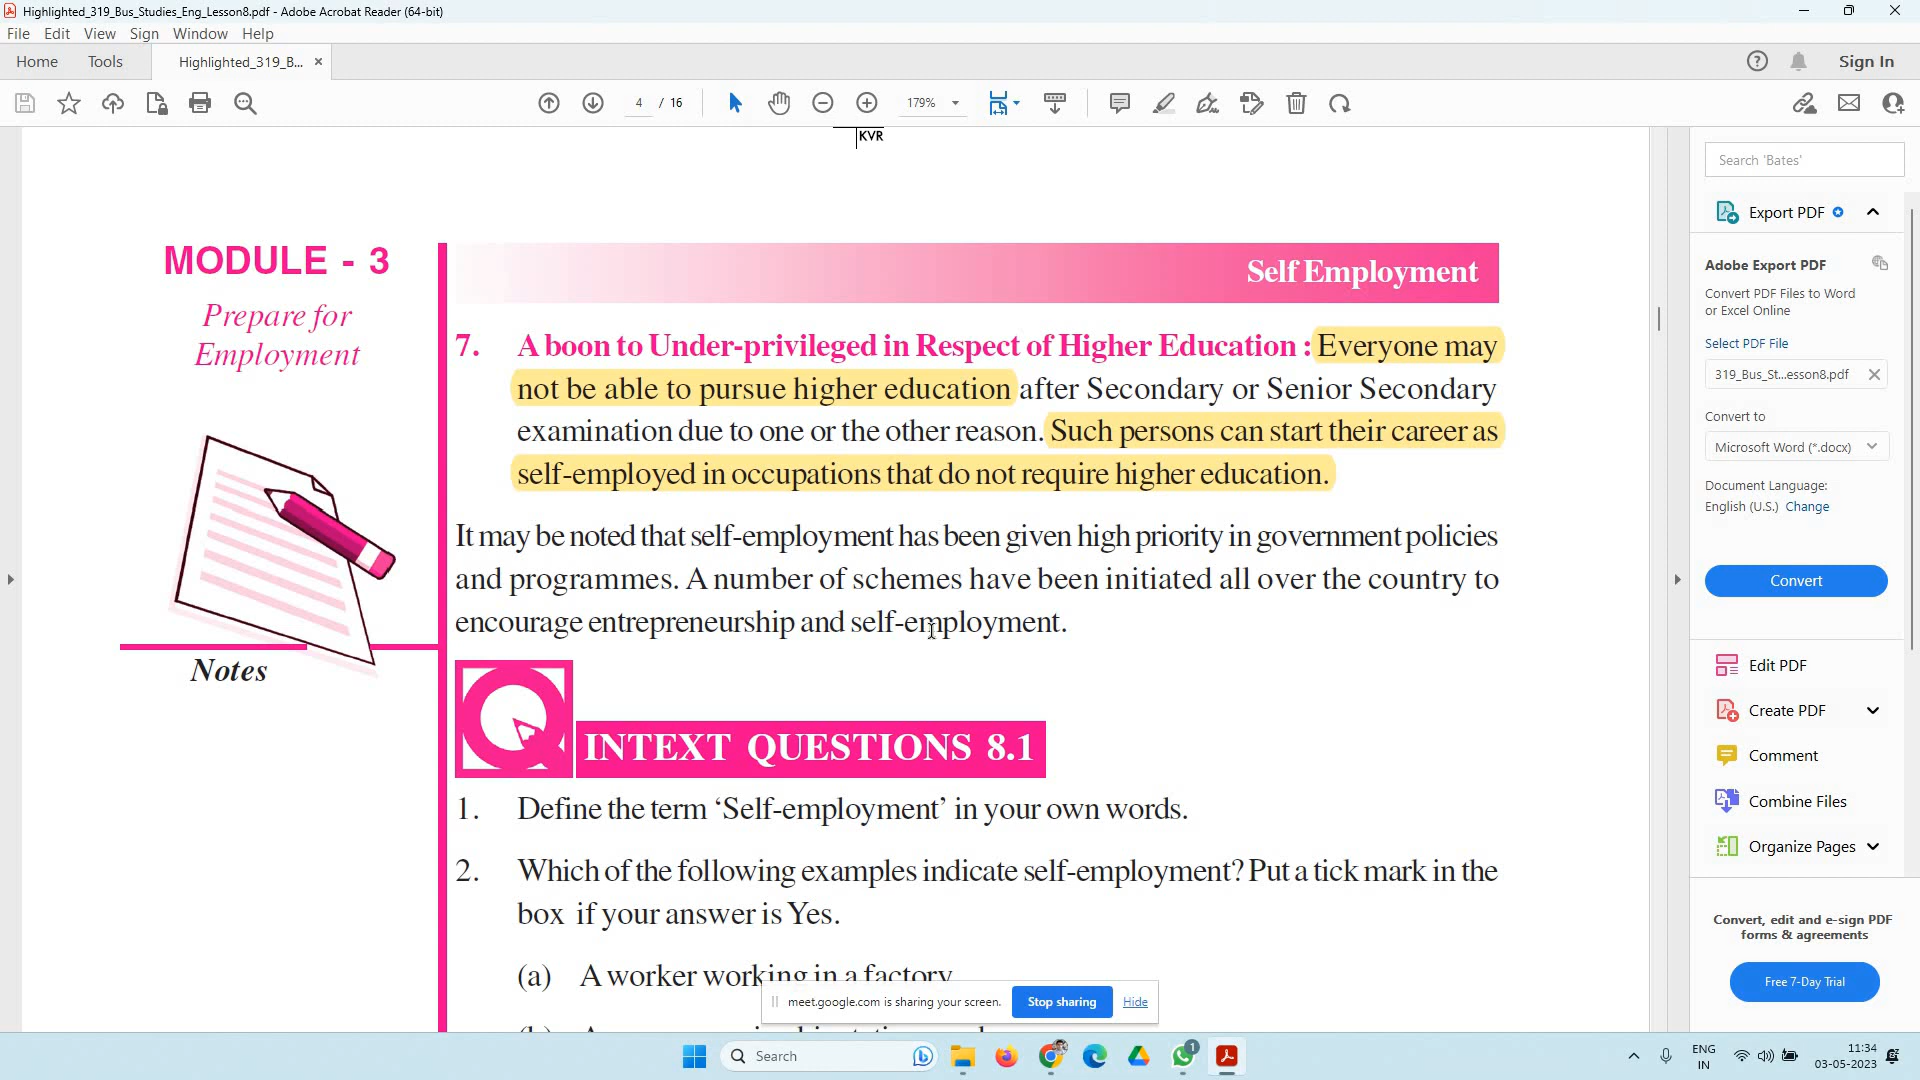 Highlighted_319_Bus_Studies_Eng_Lesson8.pdf - Adobe Acrobat Reader (64-bit)
File Edit View Sign Window Help
Home Tools Highlighted_319_B... × Sign In
4 / 16 179%
KVR
MODULE - 3
Prepare for
Employment
Notes
Self Employment
7. A boon to Under-privileged in Respect of Higher Education : Everyone may
not be able to pursue higher education after Secondary or Senior Secondary
examination due to one or the other reason. Such persons can start their career as
self-employed in occupations that do not require higher education.
It may be noted that self-employment has been given high priority in government policies
and programmes. A number of schemes have been initiated all over the country to
encourage entrepreneurship and self-employment.
INTEXT QUESTIONS 8.1
1. Define the term ‘Self-employment’ in your own words.
2. Which of the following examples indicate self-employment? Put a tick mark in the
box if your answer is Yes.
(a) A worker working in a factory
meet.google.com is sharing your screen. Stop sharing Hide
Search 'Bates'
Export PDF
Adobe Export PDF
Convert PDF Files to Word
or Excel Online
Select PDF File
319_Bus_St...esson8.pdf
Convert to
Microsoft Word (*.docx)
Document Language:
English (U.S.) Change
Convert
Edit PDF
Create PDF
Comment
Combine Files
Organize Pages
Convert, edit and e-sign PDF
forms & agreements
Free 7-Day Trial
Search
1
ENG
IN
11:34
03-05-2023